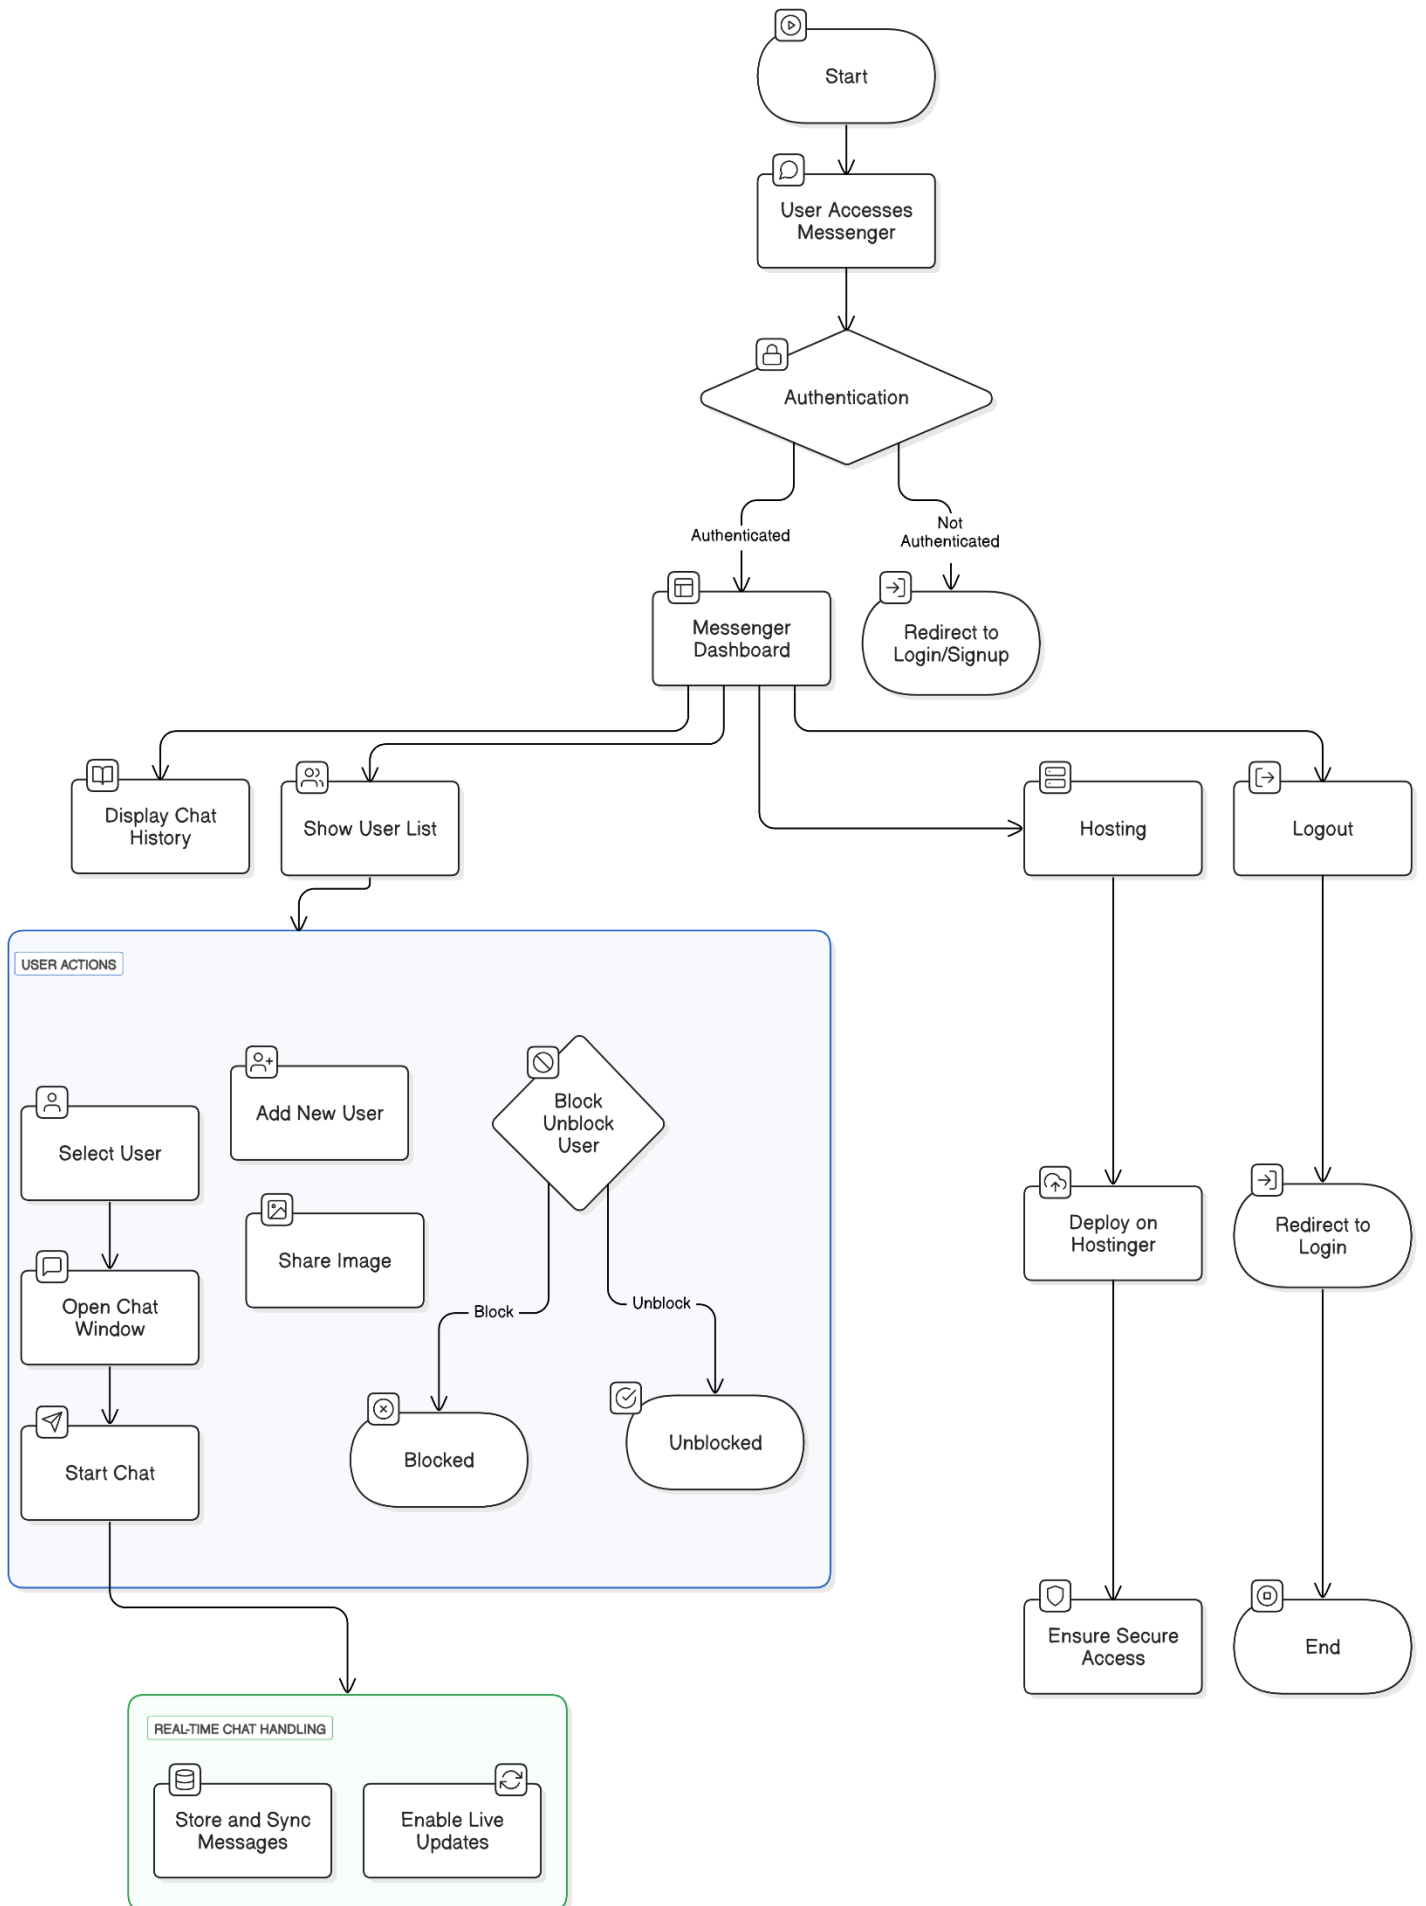 Start
User Accesses
Messenger
Authentication
Authenticated
Not
Authenticated
Messenger
Dashboard
Redirect to
Login/Signup
Display Chat
History
Show User List
Hosting
Logout
USER ACTIONS
Block
Unblock
User
Add New User
Select User
Share Image
Open Chat
Window
Block
Unblock
Start Chat
Blocked
Unblocked
Deploy on
Hostinger
Redirect to
Login
Ensure Secure
Access
End
REAL-TIME CHAT HANDLING
Store and Sync
Messages
Enable Live
Updates